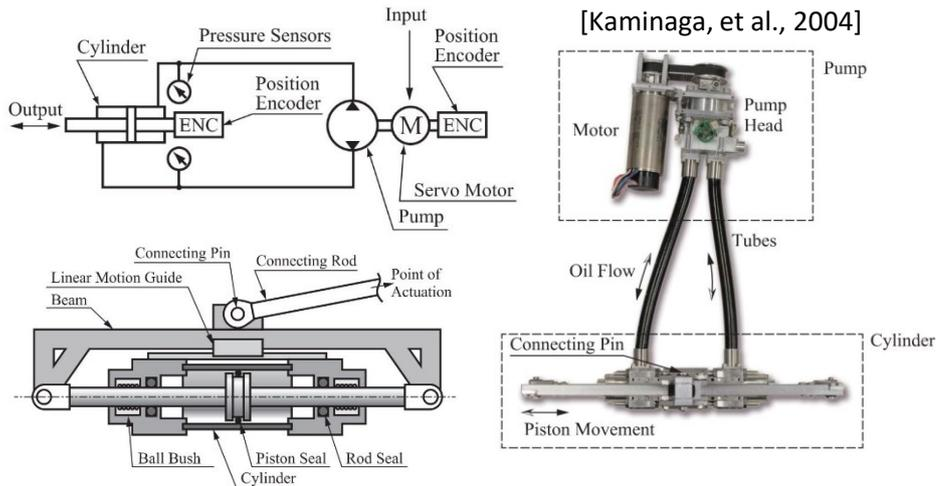 [Kaminaga, et al., 2004]
Cylinder
Pressure Sensors
Input
Position
Encoder
Position
Encoder
Output
ENC
M
ENC
Servo Motor
Pump
Pump
Motor
Pump
Head
Tubes
Oil Flow
Connecting Pin
Cylinder
Piston Movement
Connecting Pin
Connecting Rod
Linear Motion Guide
Point of
Actuation
Beam
Ball Bush
Piston Seal
Rod Seal
Cylinder